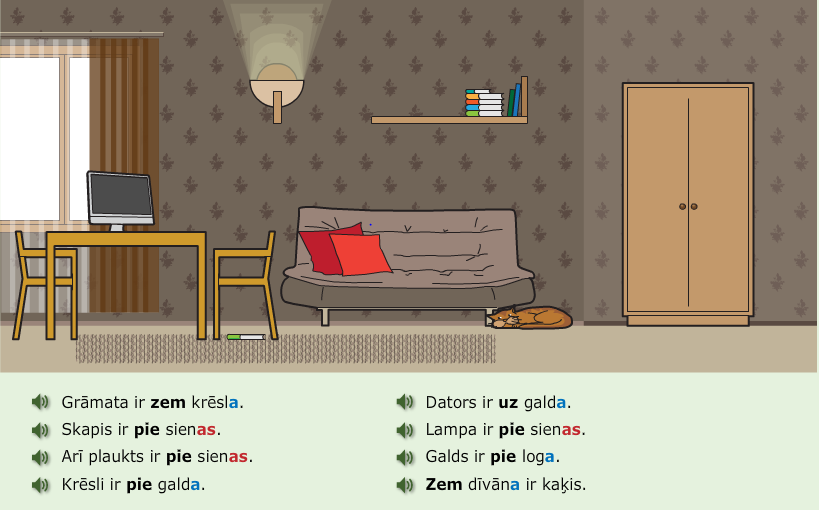 Grāmata ir zem krēsla.
Skapis ir pie sienas.
Arī plaukts ir pie sienas.
Krēsli ir pie galda.
Dators ir uz galda.
Lampa ir pie sienas.
Galds ir pie loga.
Zem dīvāna ir kaķis.